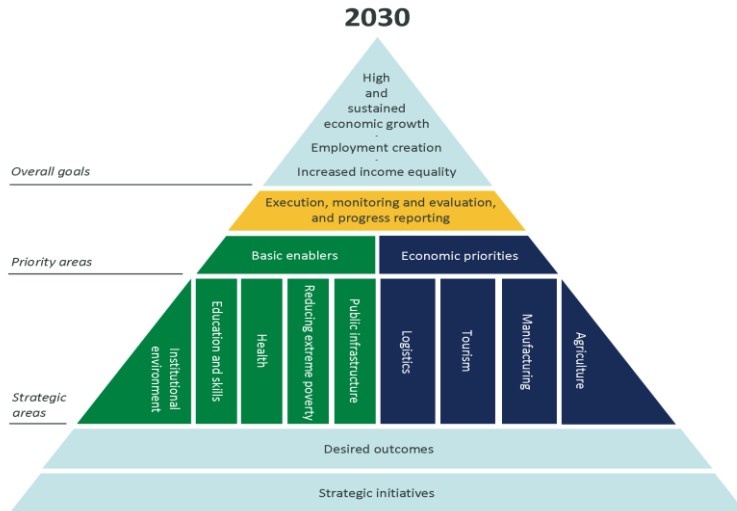 2030
High
and
sustained
economic growth
.
Employment creation
.
Increased income equality
Overall goals
Execution, monitoring and evaluation,
and progress reporting
Priority areas
Basic enablers
Economic priorities
Institutional
environment
Education and skills
Health
Reducing extreme poverty
Public infrastructure
Logistics
Tourism
Manufacturing
Agriculture
Strategic
areas
Desired outcomes
Strategic initiatives